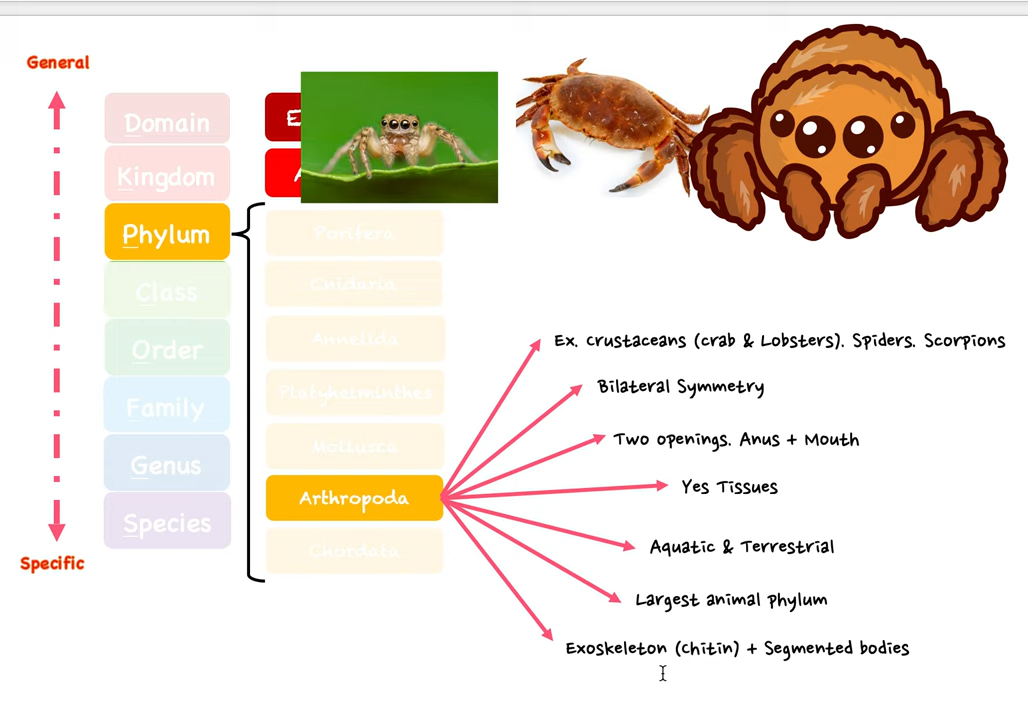 General
Domain
Kingdom
Phylum
Class
Order
Family
Genus
Species
Specific
E
A
Porifera
Cnidaria
Annelida
Platyhelminthes
Mollusca
Arthropoda
Chordata
Ex. crustaceans (crab & Lobsters). Spiders. Scorpions
Bilateral Symmetry
Two openings. Anus + Mouth
Yes Tissues
Aquatic & Terrestrial
Largest animal phylum
Exoskeleton (chitin) + Segmented bodies